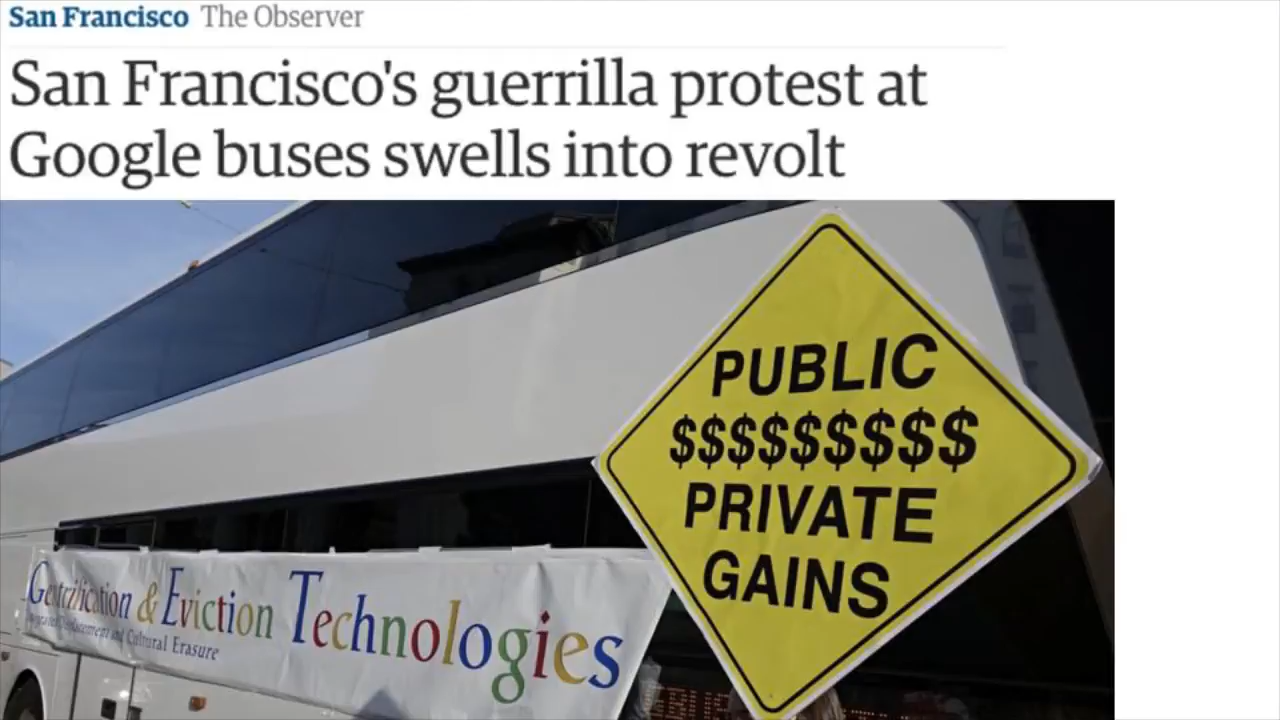 San Francisco The Observer
San Francisco's guerrilla protest at
Google buses swells into revolt
PUBLIC
$$$$$$$$$
PRIVATE
GAINS
Gentrification & Eviction Technologies
and Cultural Erasure